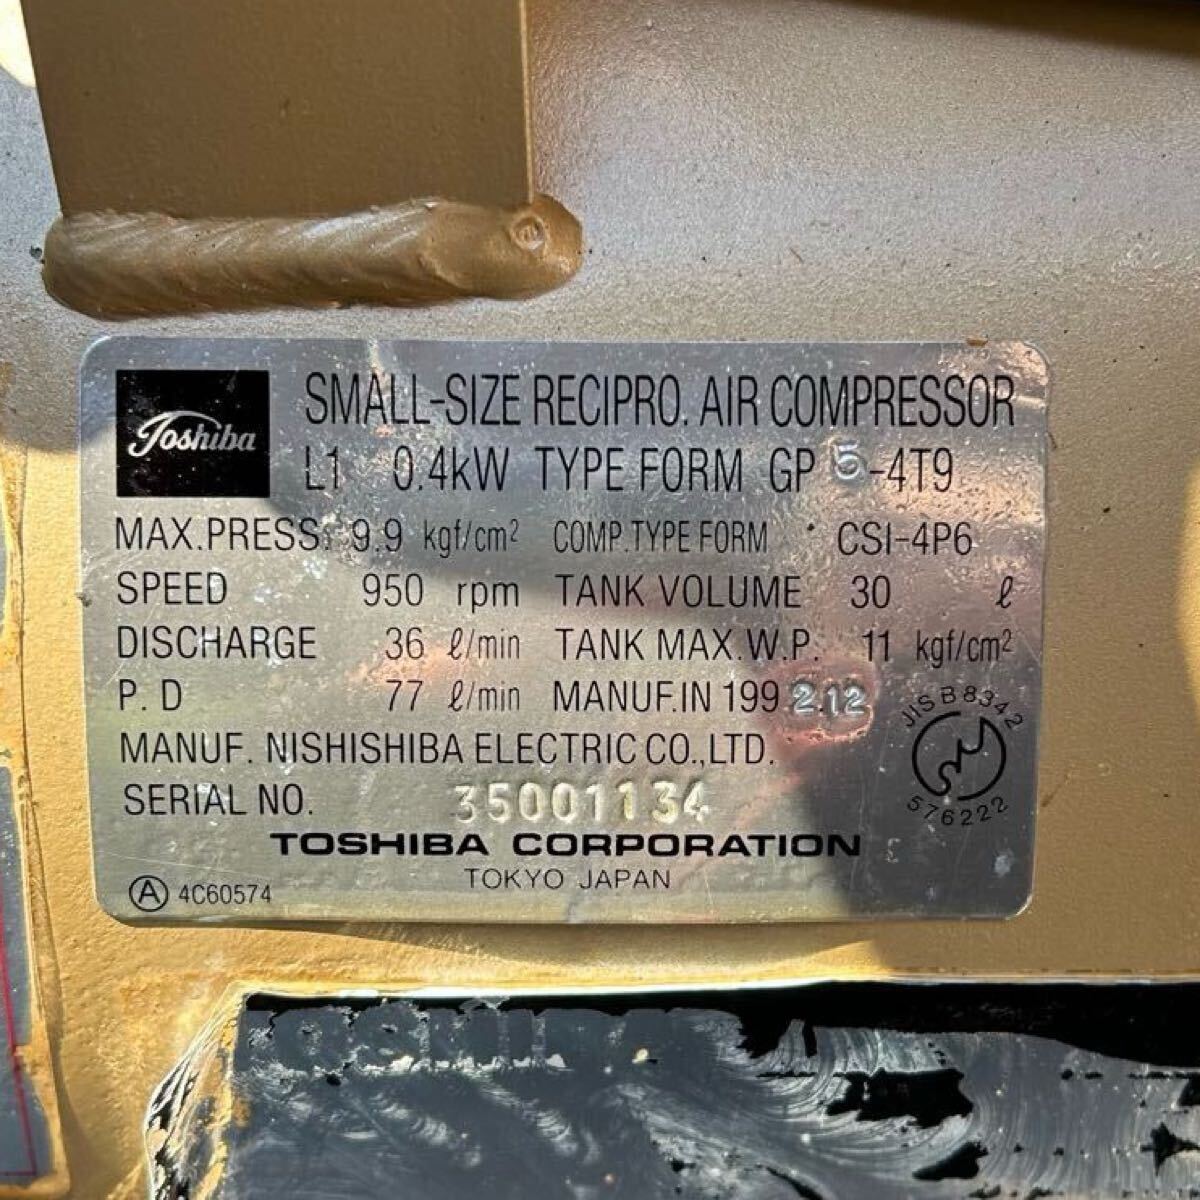 Toshiba
SMALL-SIZE RECIPRO. AIR COMPRESSOR
L1 0.4kW TYPE FORM GP 5-4T9
MAX.PRESS. 9.9 kgf/cm² COMP.TYPE FORM CSI-4P6
SPEED 950 rpm TANK VOLUME 30 ℓ
DISCHARGE 36 ℓ/min TANK MAX.W.P. 11 kgf/cm²
P.D 77 ℓ/min MANUF.IN 199 2.12
JIS B 8342
576222
MANUF. NISHISHIBA ELECTRIC CO.,LTD.
SERIAL NO. 35001134
TOSHIBA CORPORATION
TOKYO JAPAN
Ⓐ 4C60574